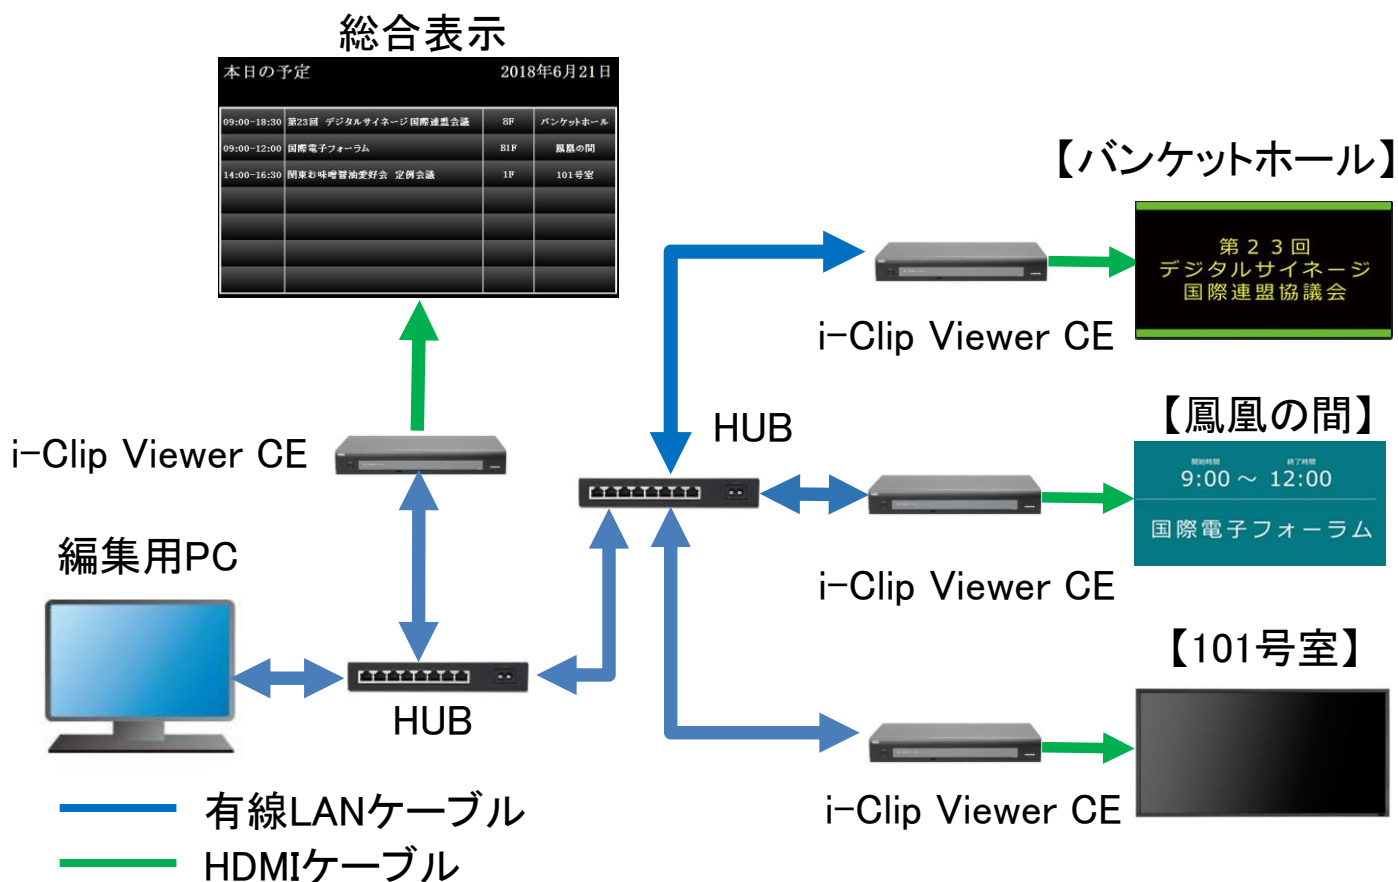 総合表示
本日の予定 2018年6月21日
09:00-18:30 第23回 デジタルサイネージ国際連盟会議 8F バンケットホール
09:00-12:00 国際電子フォーラム B1F 鳳凰の間
14:00-16:30 関東お味噌醤油愛好会 定例会議 1F 101号室
【バンケットホール】
第23回
デジタルサイネージ
国際連盟協議会
i-Clip Viewer CE
HUB
【鳳凰の間】
開始時間 終了時間
9:00 ～ 12:00
国際電子フォーラム
i-Clip Viewer CE
i-Clip Viewer CE
編集用PC
HUB
【101号室】
i-Clip Viewer CE
有線LANケーブル
HDMIケーブル